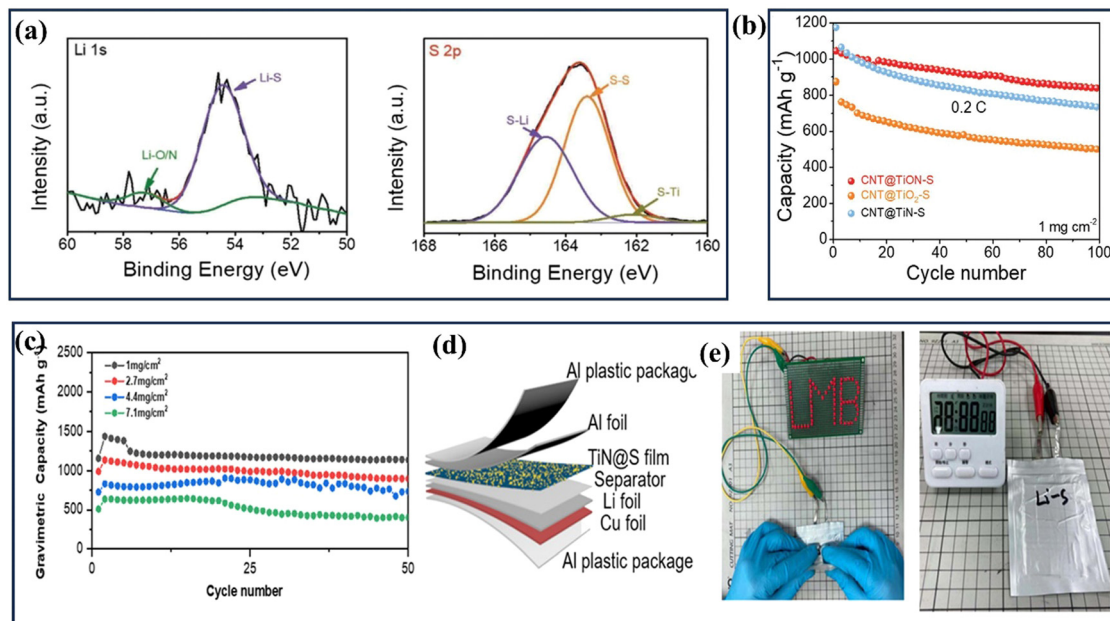 (a)
Li 1s
Li-S
Li-O/N
Intensity (a.u.)
60 58 56 54 52 50
Binding Energy (eV)
S 2p
S-S
S-Li
S-Ti
Intensity (a.u.)
168 166 164 162 160
Binding Energy (eV)
(b)
Capacity (mAh g⁻¹)
1200
1000
800
600
400
200
0
0.2 C
CNT@TiON-S
CNT@TiO₂-S
CNT@TiN-S
1 mg cm⁻²
0 20 40 60 80 100
Cycle number
(c)
Gravimetric Capacity (mAh g⁻¹)
2500
2000
1500
1000
500
0
1mg/cm²
2.7mg/cm²
4.4mg/cm²
7.1mg/cm²
0 25 50
Cycle number
(d)
Al plastic package
Al foil
TiN@S film
Separator
Li foil
Cu foil
Al plastic package
(e)
LMB
Li-S